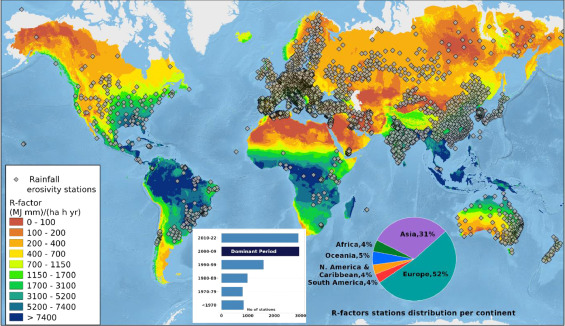 Rainfall
erosivity stations
R-factor
(MJ mm)/(ha h yr)
0 - 100
100 - 200
200 - 400
400 - 700
700 - 1150
1150 - 1700
1700 - 3100
3100 - 5200
5200 - 7400
> 7400
2010-22
2000-09
Dominant Period
1990-99
1980-89
1970-79
<1970
No of stations
0
1000
2000
3000
Asia,31%
Africa,4%
Oceania,5%
N. America &
Caribbean,4%
South America,4%
Europe,52%
R-factors stations distribution per continent